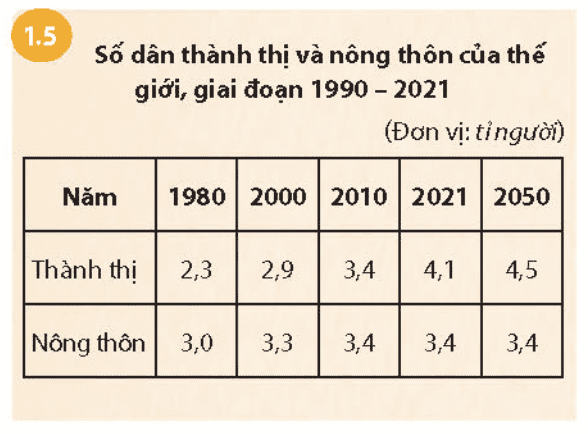 1.5
Số dân thành thị và nông thôn của thế
giới, giai đoạn 1990 – 2021
(Đơn vị: tỉ người)
Năm 1980 2000 2010 2021 2050
Thành thị 2,3 2,9 3,4 4,1 4,5
Nông thôn 3,0 3,3 3,4 3,4 3,4